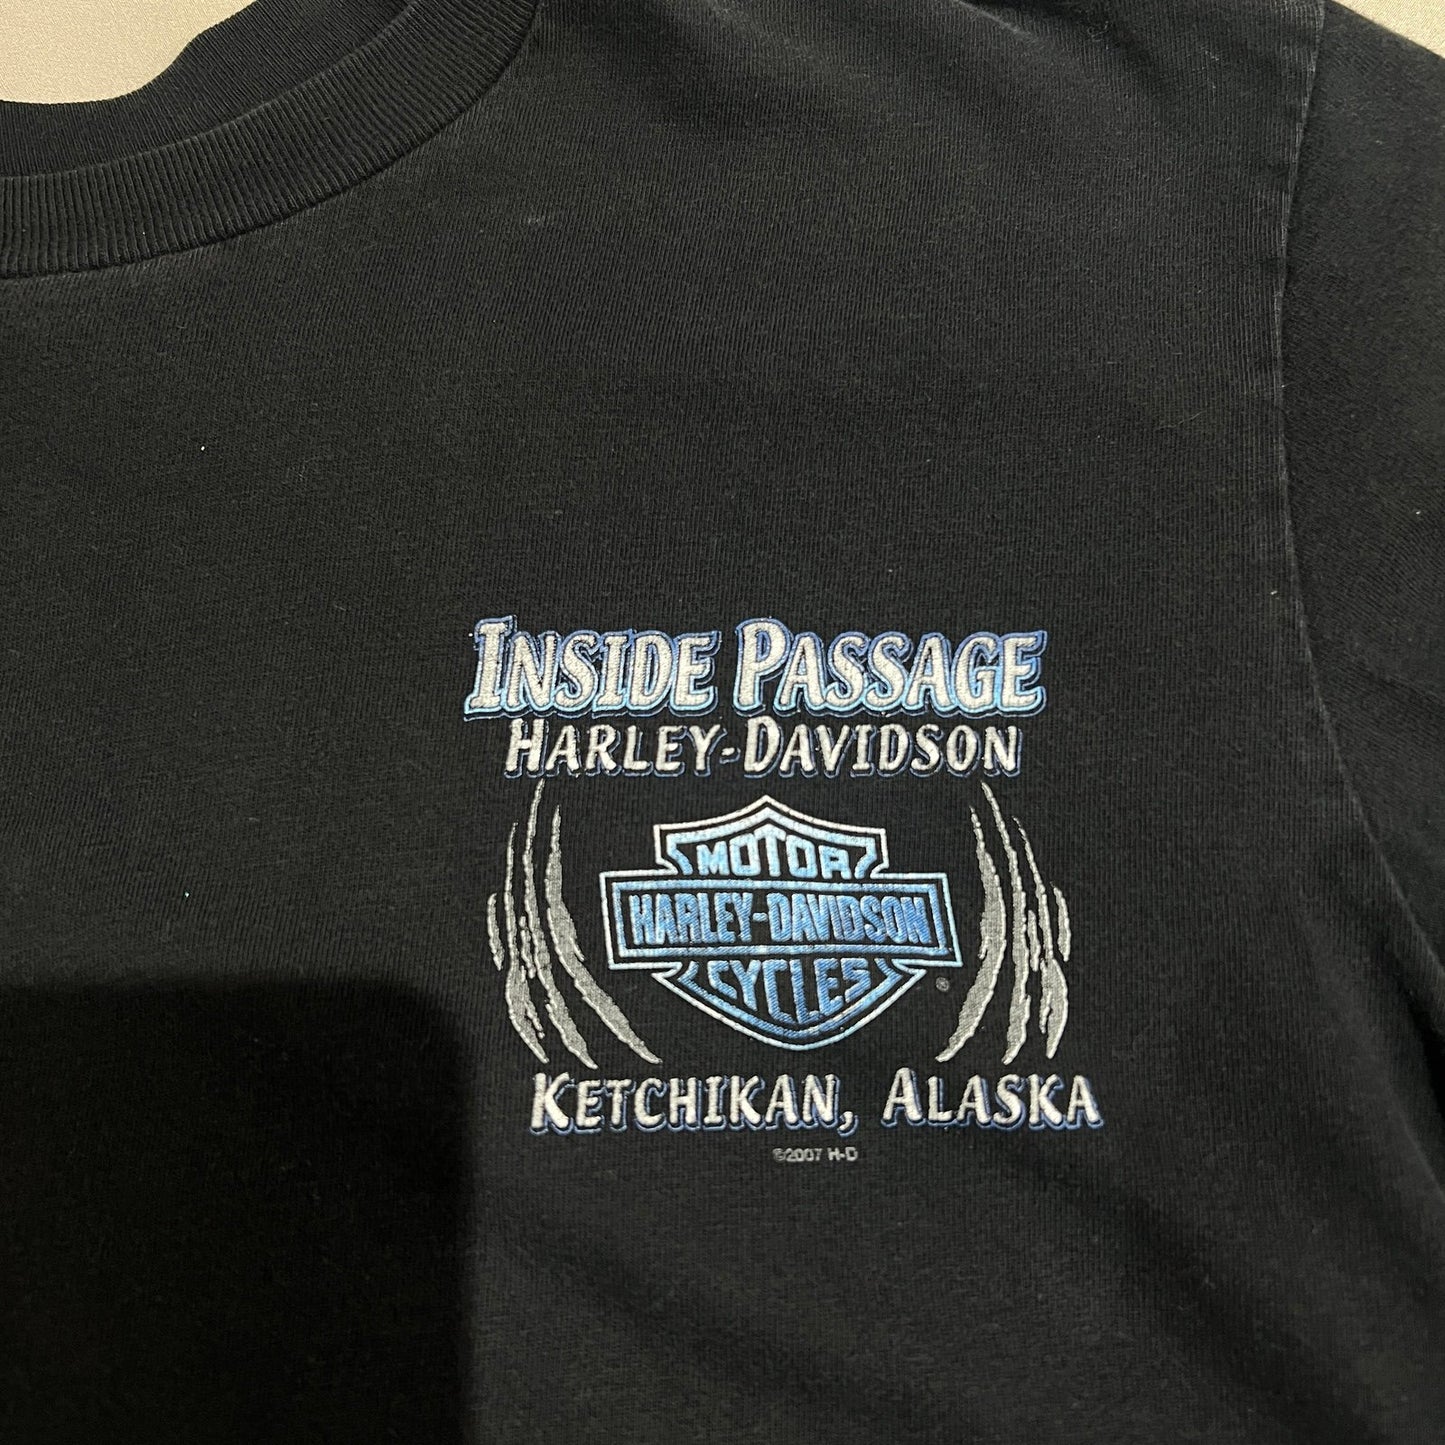 INSIDE PASSAGE
HARLEY-DAVIDSON
MOTOR
HARLEY-DAVIDSON
CYCLES
®
KETCHIKAN, ALASKA
©2007 H-D